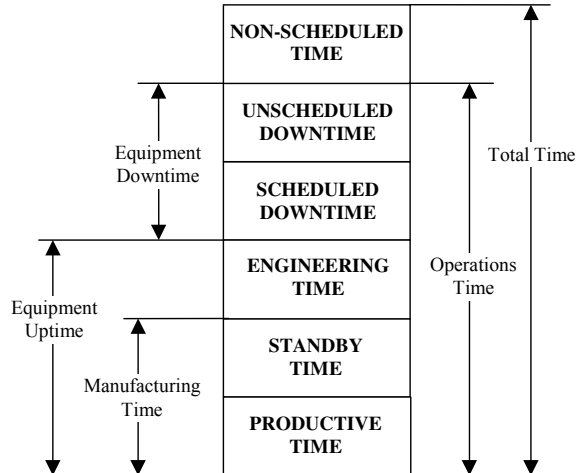 NON-SCHEDULED
TIME
UNSCHEDULED
DOWNTIME
Equipment
Downtime
Total Time
SCHEDULED
DOWNTIME
ENGINEERING
TIME
Operations
Time
Equipment
Uptime
STANDBY
TIME
Manufacturing
Time
PRODUCTIVE
TIME